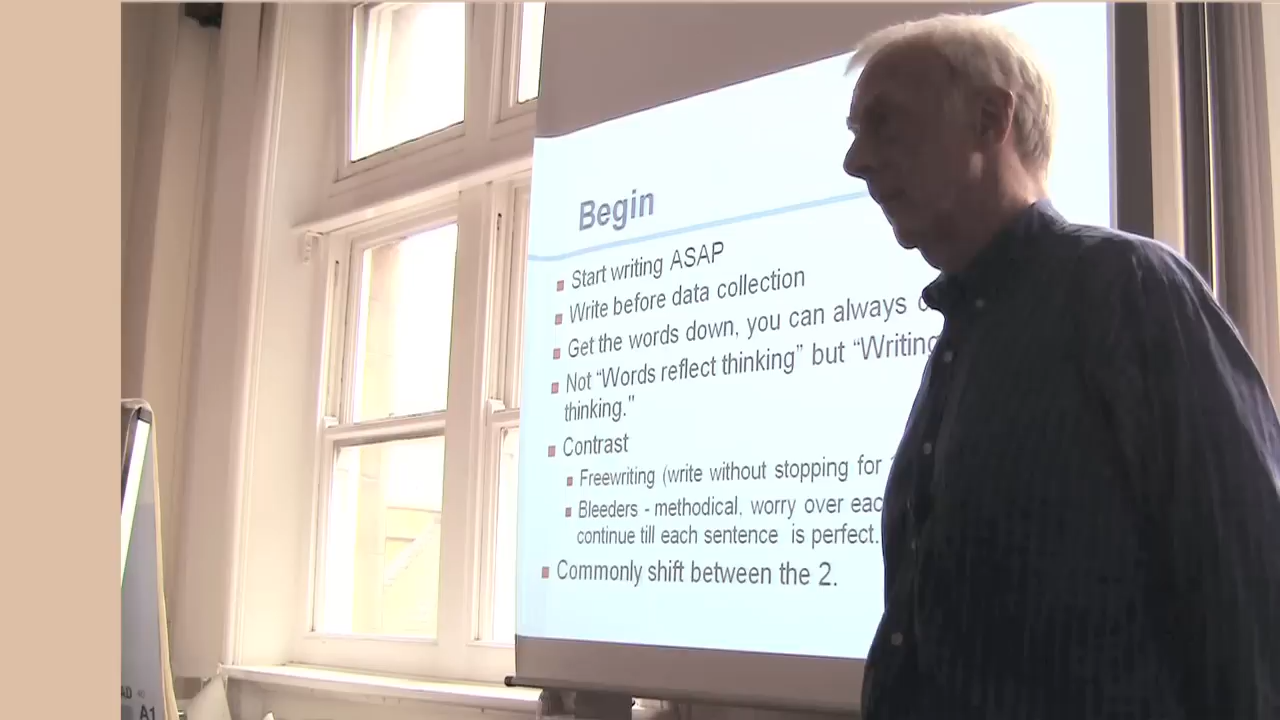 Begin
Start writing ASAP
Write before data collection
Get the words down, you can always
Not “Words reflect thinking” but “Writing
thinking."
Contrast
Freewriting (write without stopping for
Bleeders - methodical, worry over
continue till each sentence is perfect.
Commonly shift between the 2.
A1